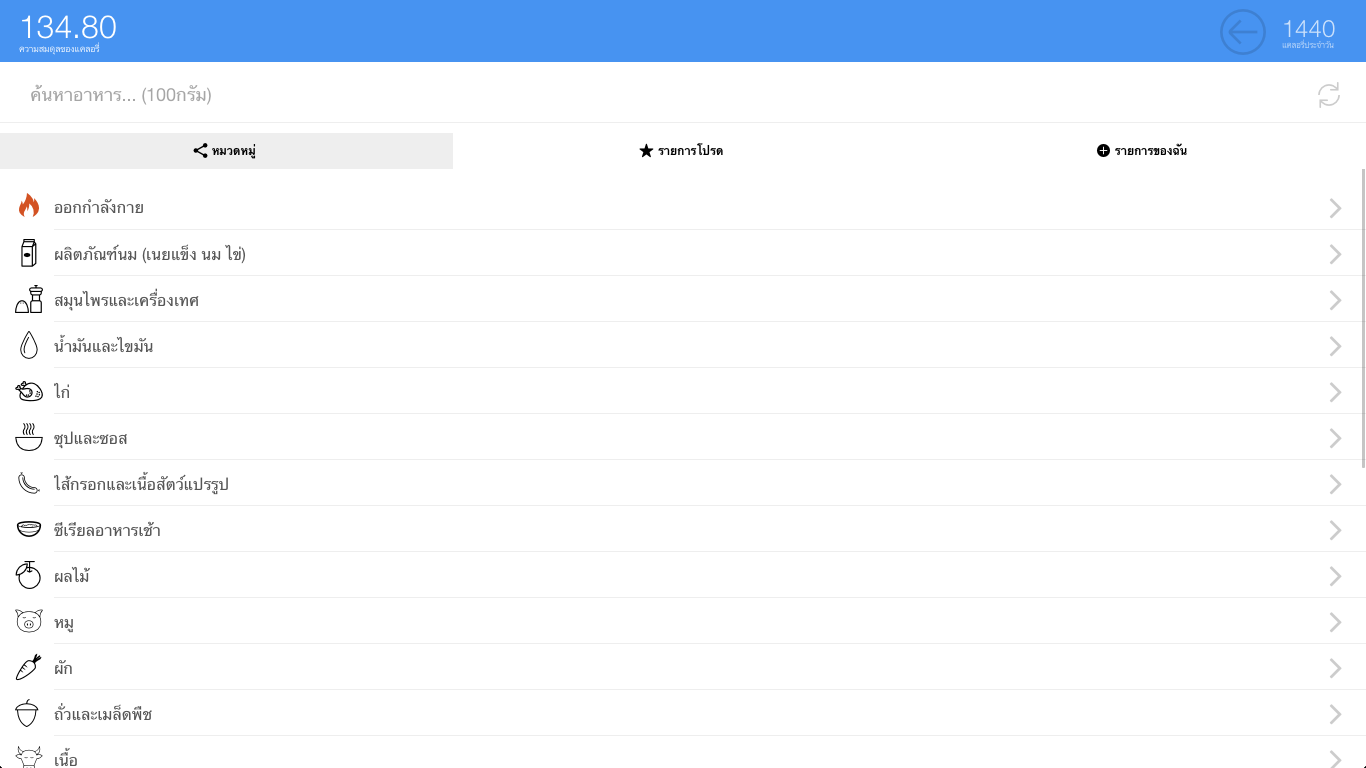 134.80
ความสมดุลของแคลอรี่
1440
แคลอรี่ประจำวัน
ค้นหาอาหาร... (100กรัม)
หมวดหมู่
รายการโปรด
รายการของฉัน
ออกกำลังกาย
ผลิตภัณฑ์นม (เนยแข็ง นม ไข่)
สมุนไพรและเครื่องเทศ
น้ำมันและไขมัน
ไก่
ซุปและซอส
ไส้กรอกและเนื้อสัตว์แปรรูป
ซีเรียลอาหารเช้า
ผลไม้
หมู
ผัก
ถั่วและเมล็ดพืช
เนื้อ